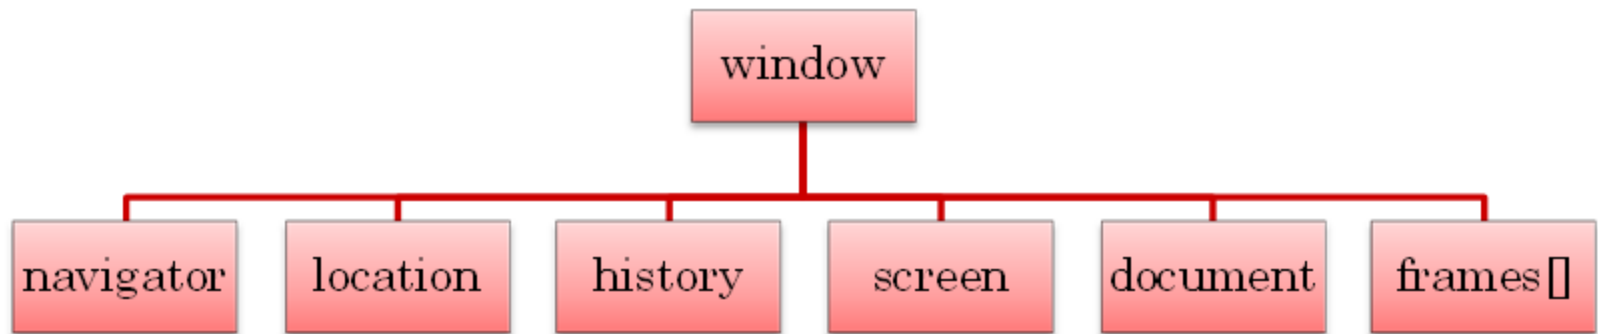 window
navigator
location
history
screen
document
frames[]